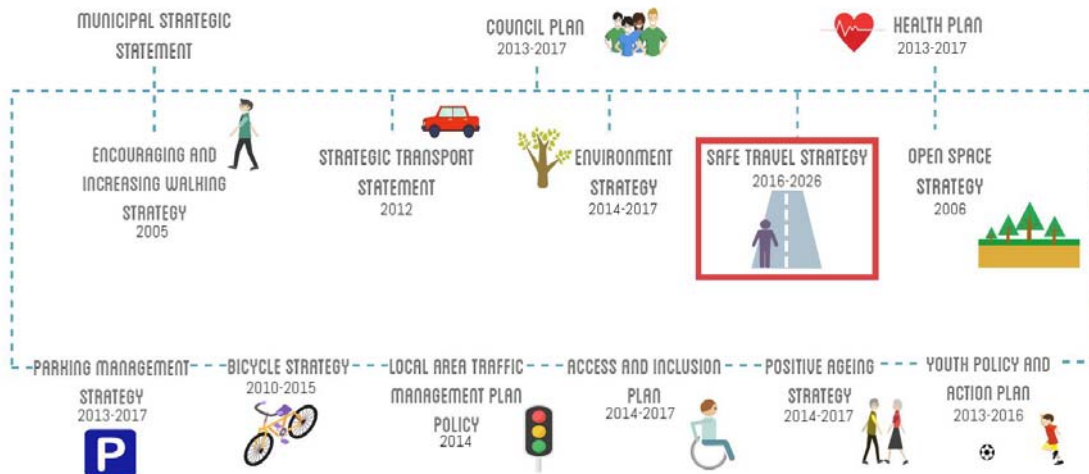 MUNICIPAL STRATEGIC
STATEMENT
COUNCIL PLAN
2013-2017
HEALTH PLAN
2013-2017
ENCOURAGING AND
INCREASING WALKING
STRATEGY
2005
STRATEGIC TRANSPORT
STATEMENT
2012
ENVIRONMENT
STRATEGY
2014-2017
SAFE TRAVEL STRATEGY
2016-2026
OPEN SPACE
STRATEGY
2006
PARKING MANAGEMENT
STRATEGY
2013-2017
P
BICYCLE STRATEGY
2010-2015
LOCAL AREA TRAFFIC
MANAGEMENT PLAN
POLICY
2014
ACCESS AND INCLUSION
PLAN
2014-2017
POSITIVE AGEING
STRATEGY
2014-2017
YOUTH POLICY AND
ACTION PLAN
2013-2016